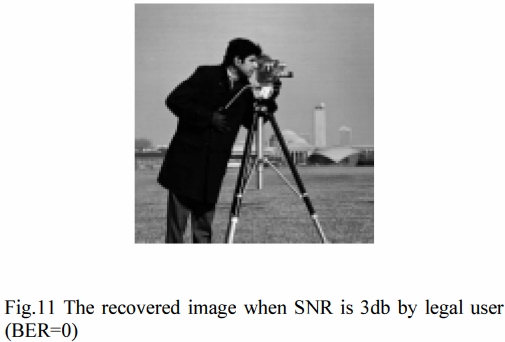 Fig.11 The recovered image when SNR is 3db by legal user
(BER=0)